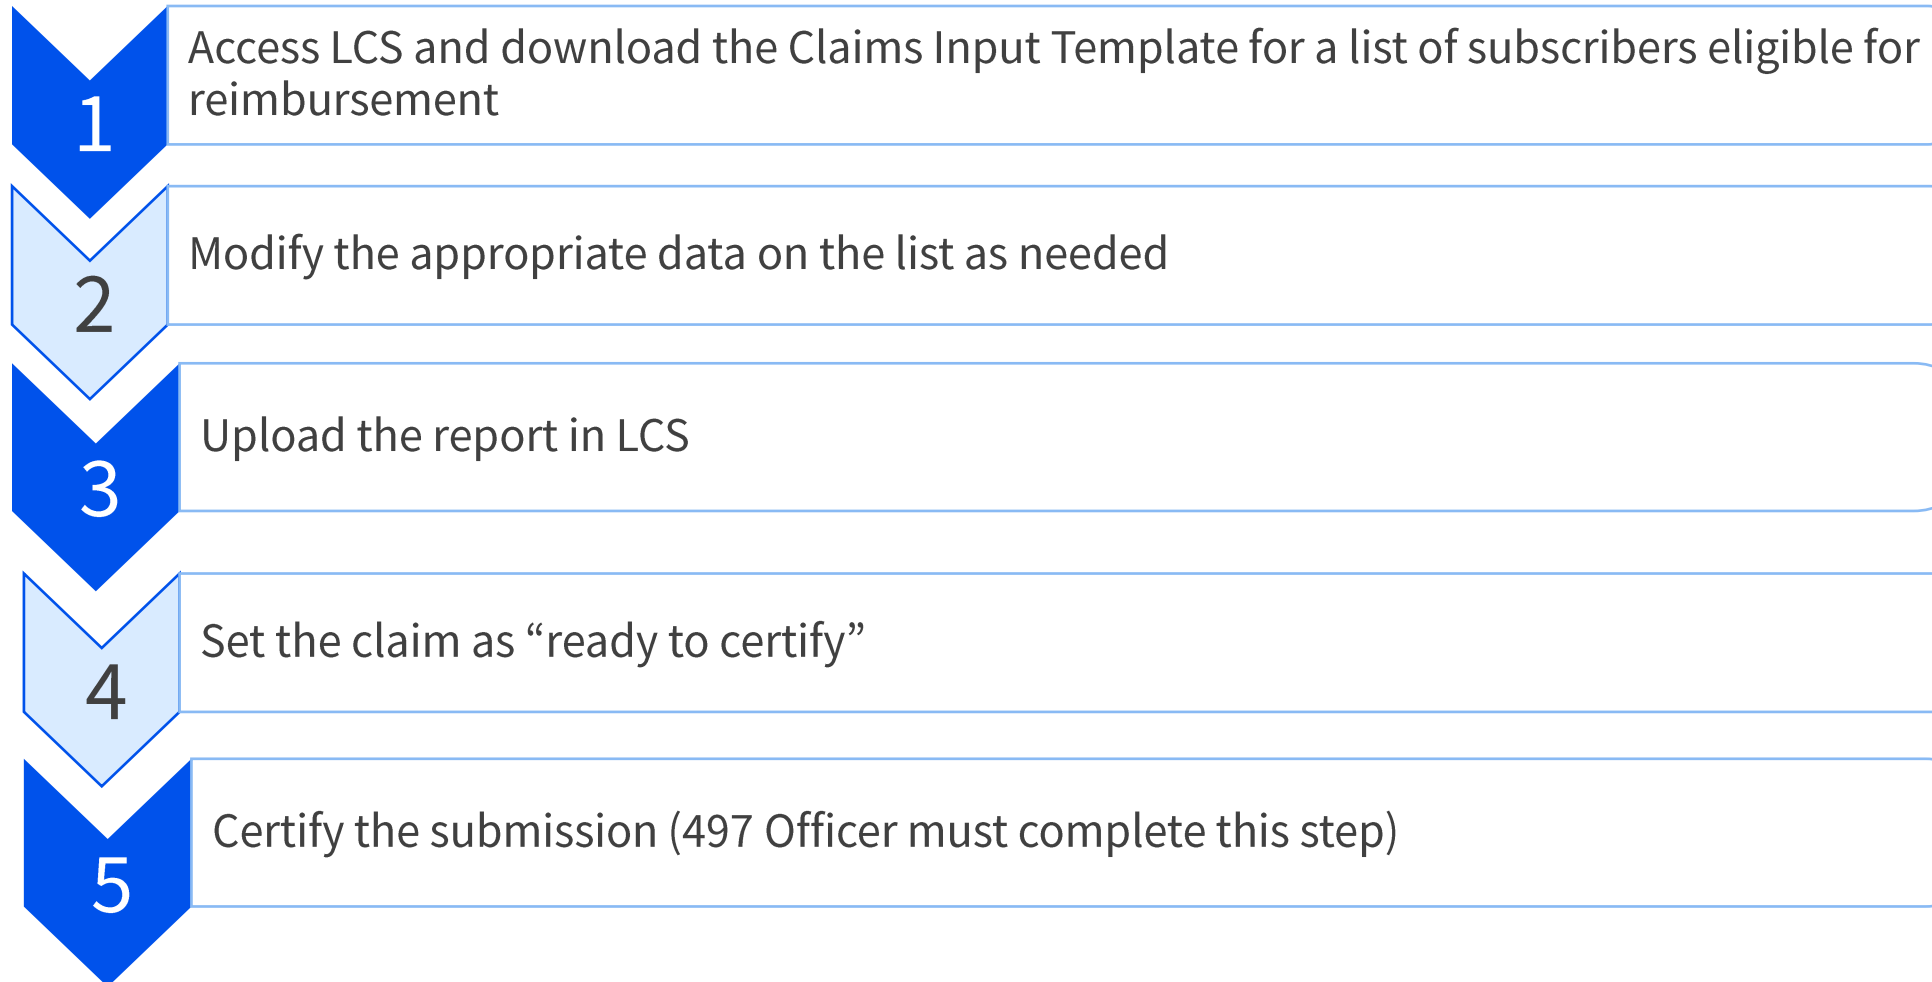 1
Access LCS and download the Claims Input Template for a list of subscribers eligible for
reimbursement
2
Modify the appropriate data on the list as needed
3
Upload the report in LCS
4
Set the claim as “ready to certify”
5
Certify the submission (497 Officer must complete this step)